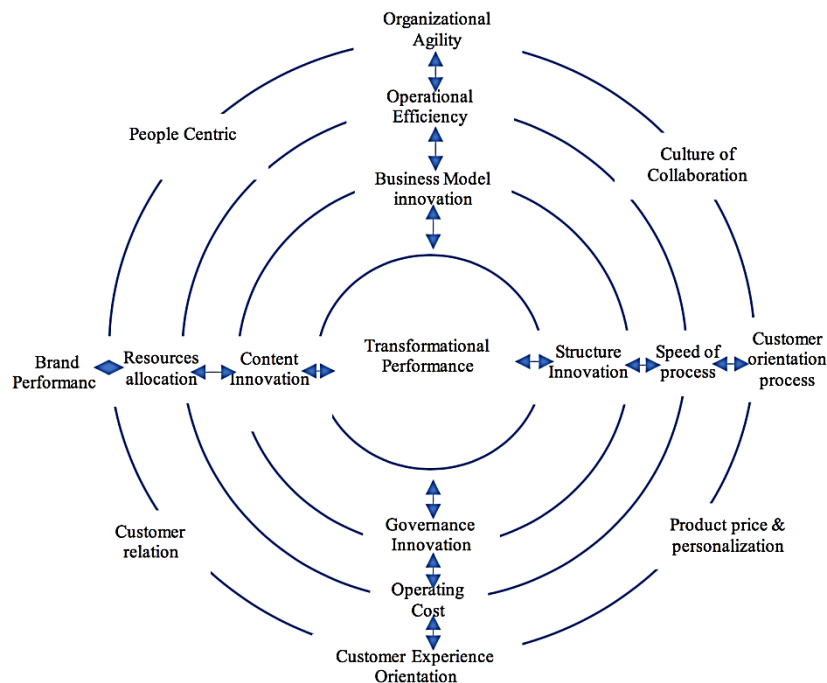 Organizational
Agility
Operational
Efficiency
People Centric
Culture of
Collaboration
Business Model
innovation
Transformational
Performance
Brand
Performanc
Resources
allocation
Content
Innovation
Structure
Innovation
Speed of
process
Customer
orientation
process
Governance
Innovation
Customer
relation
Product price &
personalization
Operating
Cost
Customer Experience
Orientation